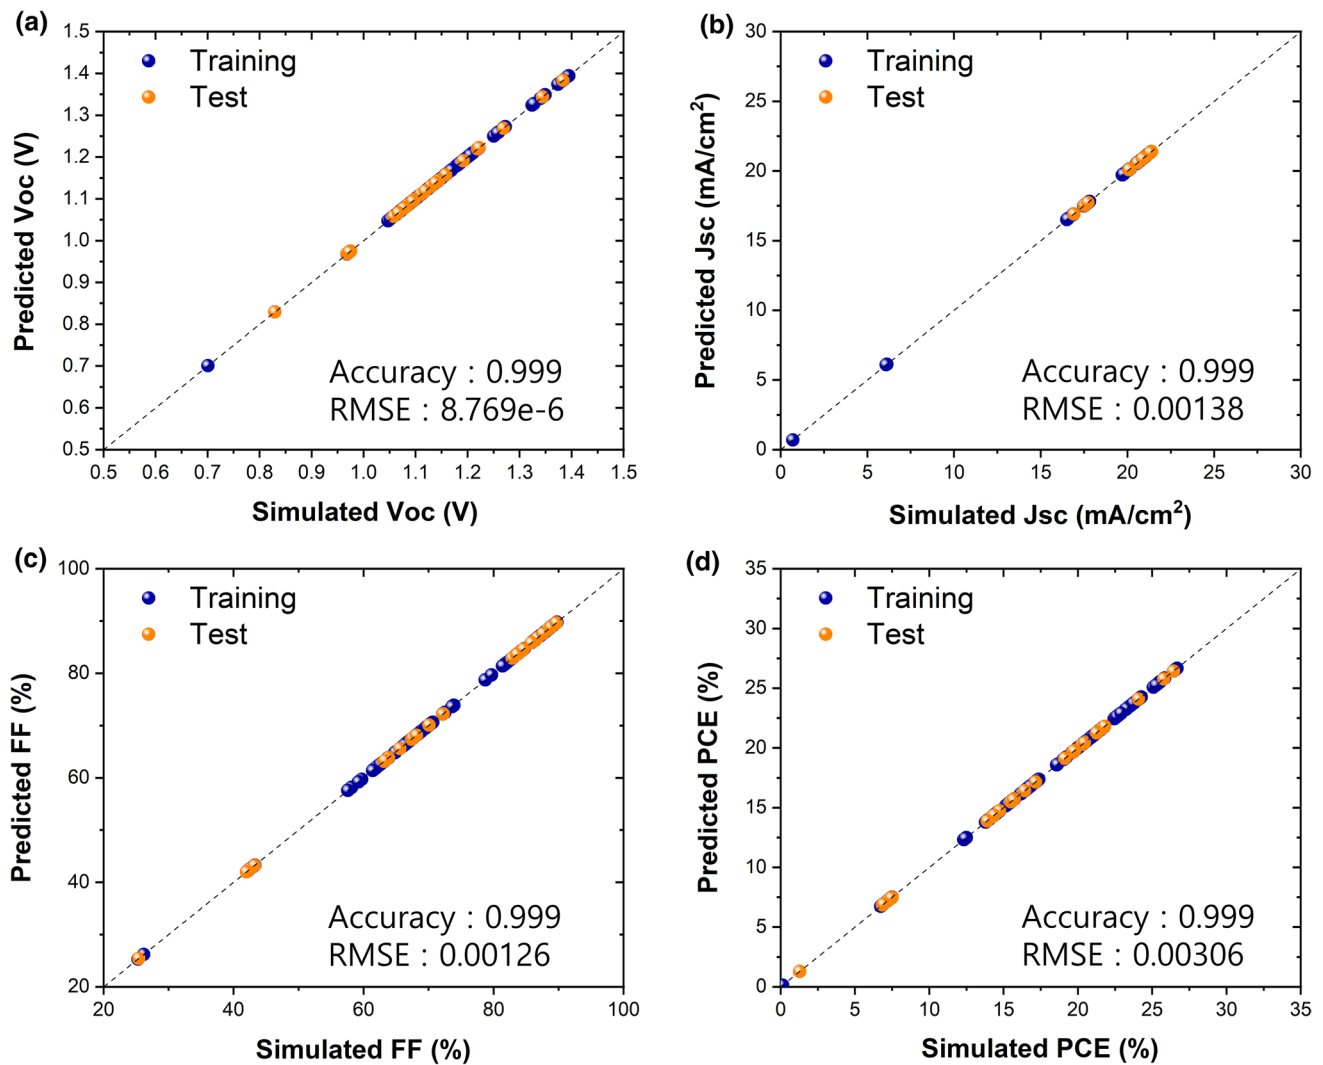 (a)
1.5
1.4
1.3
1.2
1.1
1.0
0.9
0.8
0.7
0.6
0.5
Predicted Voc (V)
Training
Test
Accuracy : 0.999
RMSE : 8.769e-6
0.5 0.6 0.7 0.8 0.9 1.0 1.1 1.2 1.3 1.4 1.5
Simulated Voc (V)
(b)
30
25
20
15
10
5
0
Predicted Jsc (mA/cm²)
Training
Test
Accuracy : 0.999
RMSE : 0.00138
0 5 10 15 20 25 30
Simulated Jsc (mA/cm²)
(c)
100
80
60
40
20
Predicted FF (%)
Training
Test
Accuracy : 0.999
RMSE : 0.00126
20 40 60 80 100
Simulated FF (%)
(d)
35
30
25
20
15
10
5
0
Predicted PCE (%)
Training
Test
Accuracy : 0.999
RMSE : 0.00306
0 5 10 15 20 25 30 35
Simulated PCE (%)